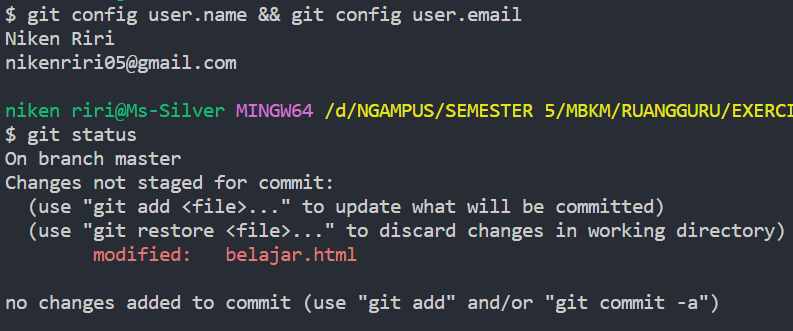 $ git config user.name && git config user.email
Niken Riri
nikenriri05@gmail.com
niken riri@Ms-Silver MINGW64 /d/NGAMPUS/SEMESTER 5/MBKM/RUANGGURU/EXERCI
$ git status
On branch master
Changes not staged for commit:
  (use "git add <file>..." to update what will be committed)
  (use "git restore <file>..." to discard changes in working directory)
        modified:   belajar.html
no changes added to commit (use "git add" and/or "git commit -a")